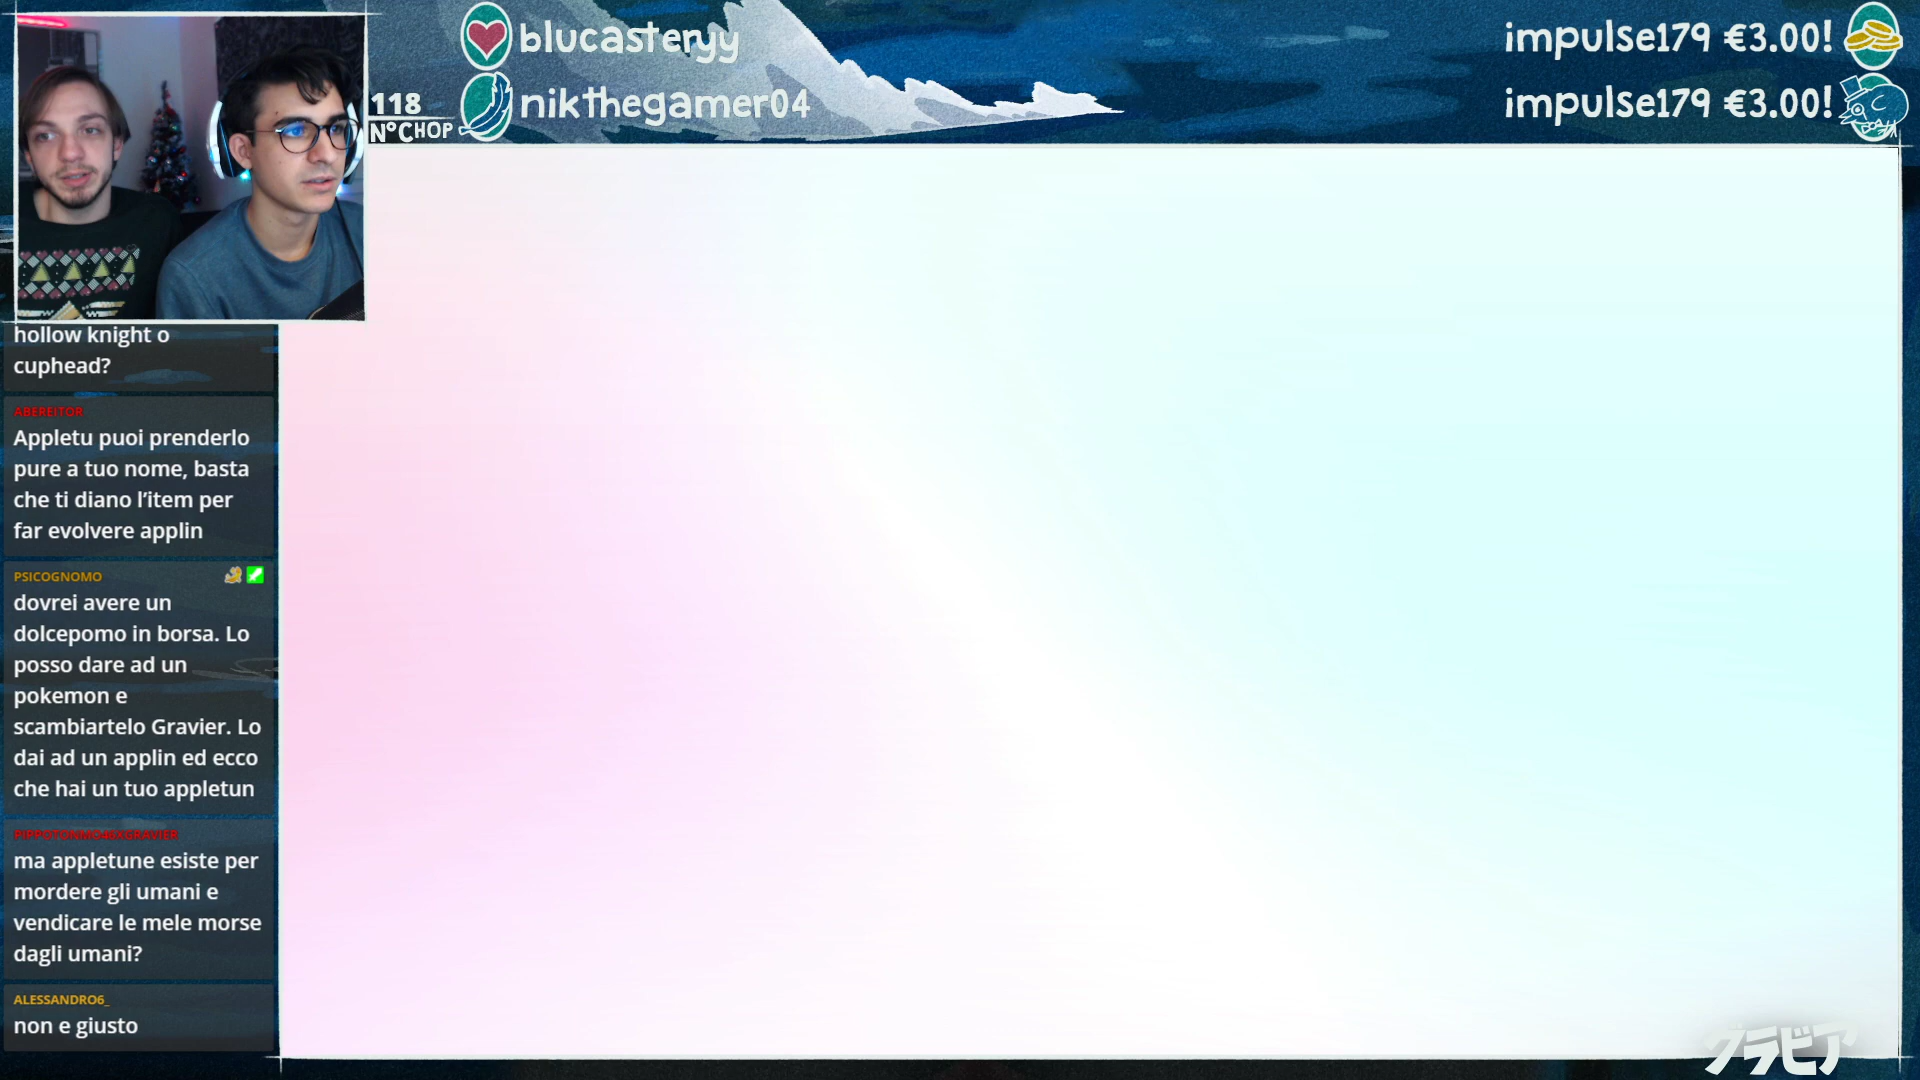 blucasteryy
impulse179 €3.00!
118
N°CHOP
nikthegamer04
impulse179 €3.00!
hollow knight o
cuphead?
ABEREITOR
Appletu puoi prenderlo
pure a tuo nome, basta
che ti diano l'item per
far evolvere applin
PSICOGNOMO
dovrei avere un
dolcepomo in borsa. Lo
posso dare ad un
pokemon e
scambiartelo Gravier. Lo
dai ad un applin ed ecco
che hai un tuo appletun
PIPPOTOMMO46XGRAVIER
ma appletune esiste per
mordere gli umani e
vendicare le mele morse
dagli umani?
ALESSANDRO6_
non e giusto
グラビア